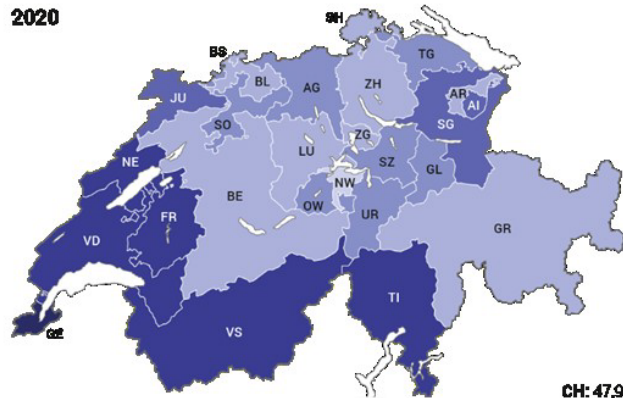 2020
SH
BS
TG
BL
AG
ZH
JU
AR
AI
SO
ZG
SG
LU
SZ
NE
GL
NW
BE
OW
FR
UR
GR
VD
TI
GE
VS
CH: 47.9